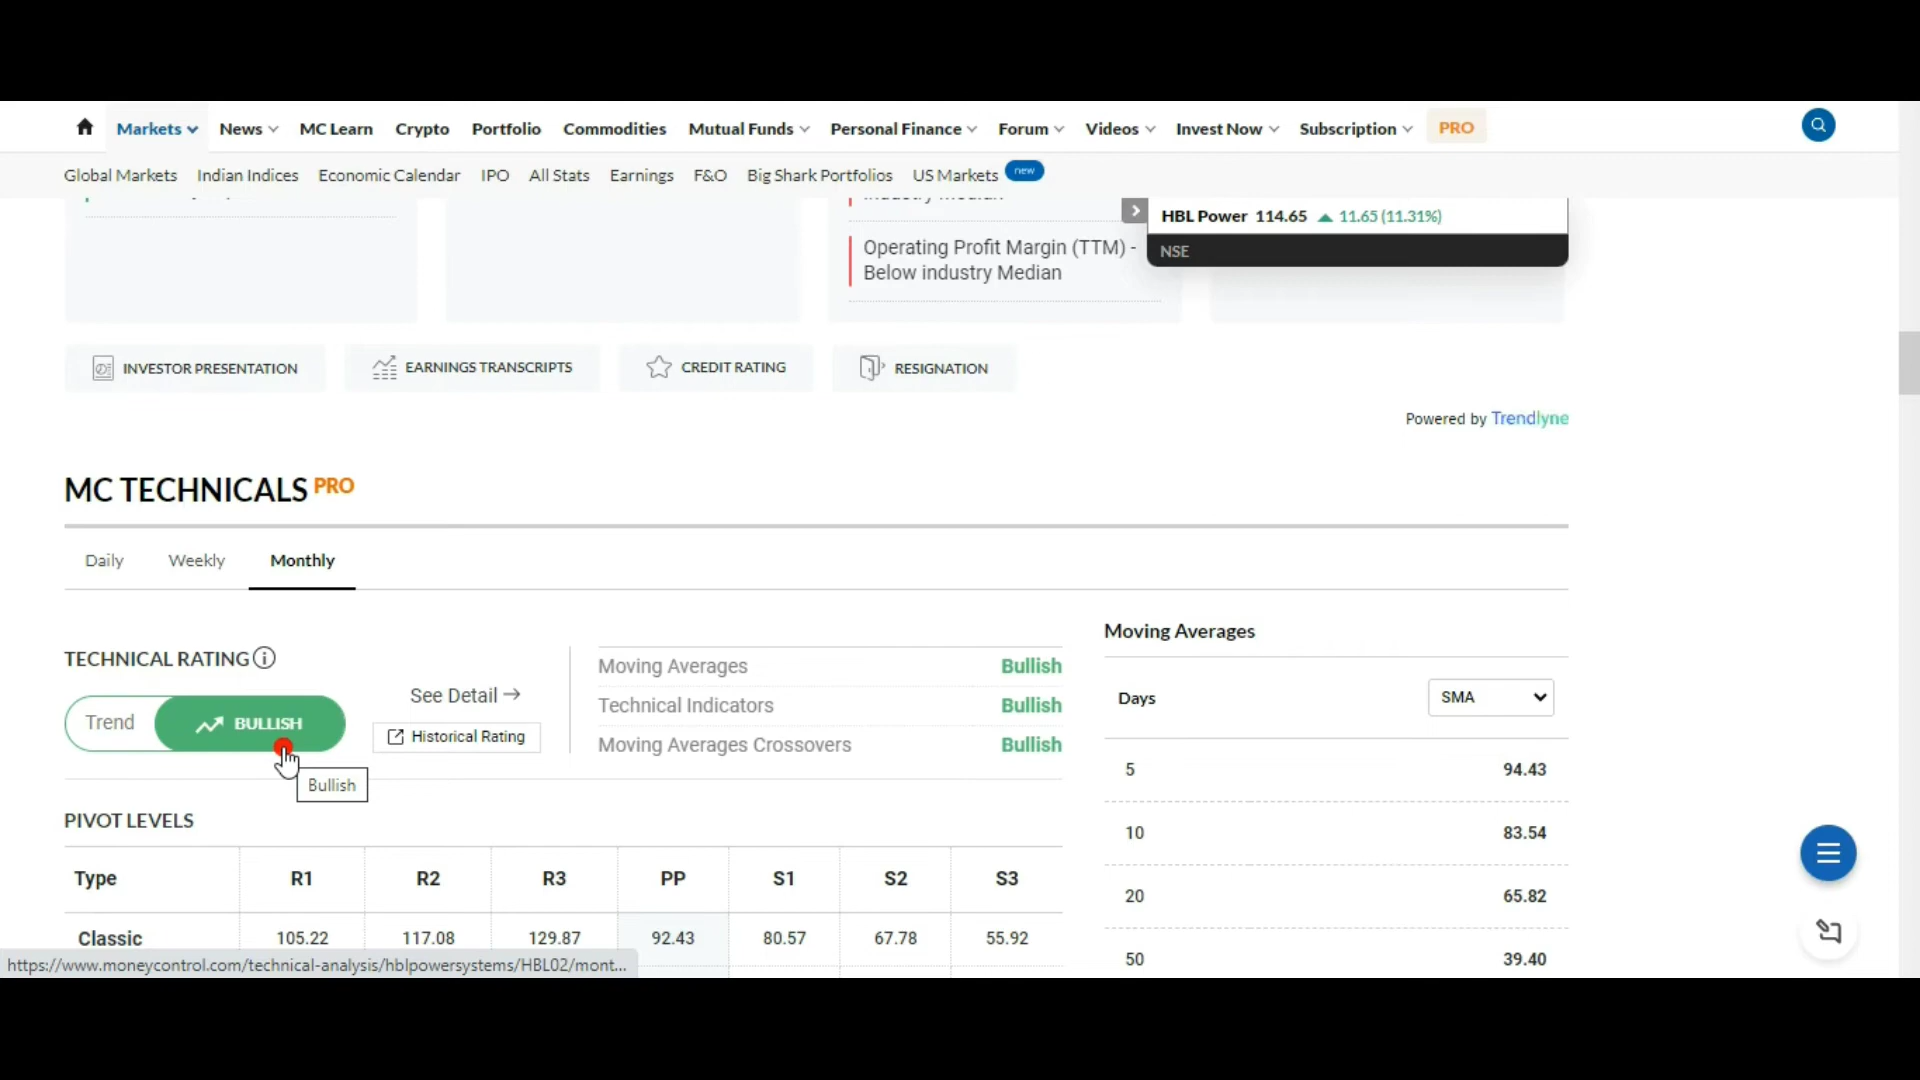 Markets News MC Learn Crypto Portfolio Commodities Mutual Funds Personal Finance Forum Videos Invest Now Subscription PRO
Global Markets Indian Indices Economic Calendar IPO All Stats Earnings F&O Big Shark Portfolios US Markets new
HBL Power 114.65 ▲ 11.65 (11.31%)
NSE
Operating Profit Margin (TTM) -
Below industry Median
INVESTOR PRESENTATION EARNINGS TRANSCRIPTS CREDIT RATING RESIGNATION
Powered by Trendlyne
MC TECHNICALS PRO
Daily Weekly Monthly
TECHNICAL RATING
Trend BULLISH
Bullish
See Detail →
Historical Rating
Moving Averages Bullish
Technical Indicators Bullish
Moving Averages Crossovers Bullish
PIVOT LEVELS
Type R1 R2 R3 PP S1 S2 S3
Classic 105.22 117.08 129.87 92.43 80.57 67.78 55.92
Moving Averages
Days SMA
5 94.43
10 83.54
20 65.82
50 39.40
https://www.moneycontrol.com/technical-analysis/hblpowersystems/HBL02/mont...